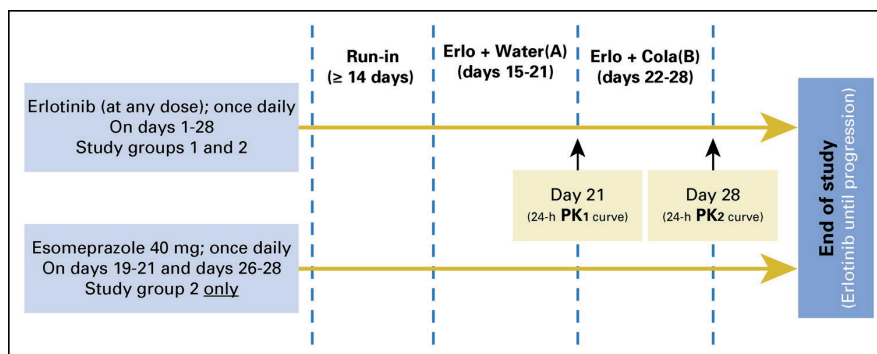 Run-in
(≥ 14 days)
Erlo + Water(A)
(days 15-21)
Erlo + Cola(B)
(days 22-28)
Erlotinib (at any dose); once daily
On days 1-28
Study groups 1 and 2
Day 21
(24-h PK1 curve)
Day 28
(24-h PK2 curve)
Esomeprazole 40 mg; once daily
On days 19-21 and days 26-28
Study group 2 only
End of study
(Erlotinib until progression)